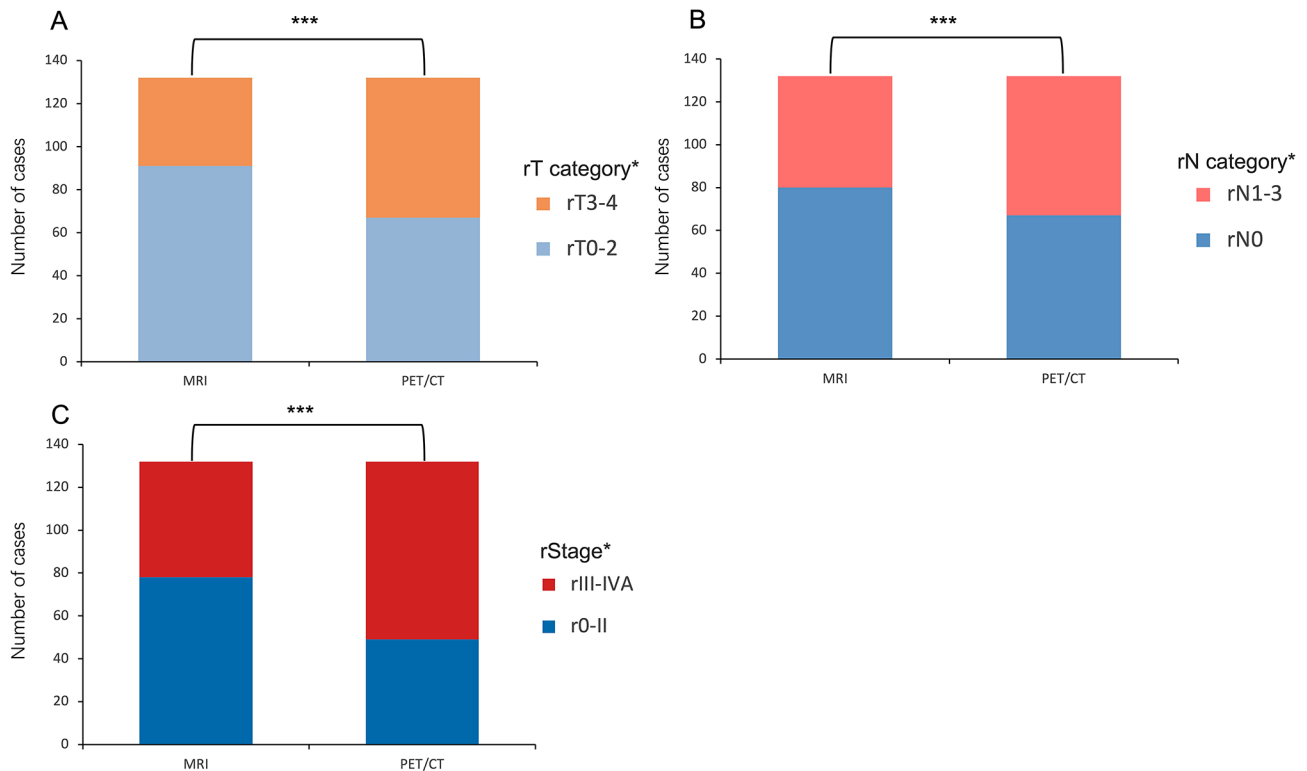 A
***
140
120
100
80
60
40
20
0
Number of cases
MRI
PET/CT
rT category*
rT3-4
rT0-2
B
***
140
120
100
80
60
40
20
0
Number of cases
MRI
PET/CT
rN category*
rN1-3
rN0
C
***
140
120
100
80
60
40
20
0
Number of cases
MRI
PET/CT
rStage*
rIII-IVA
r0-II